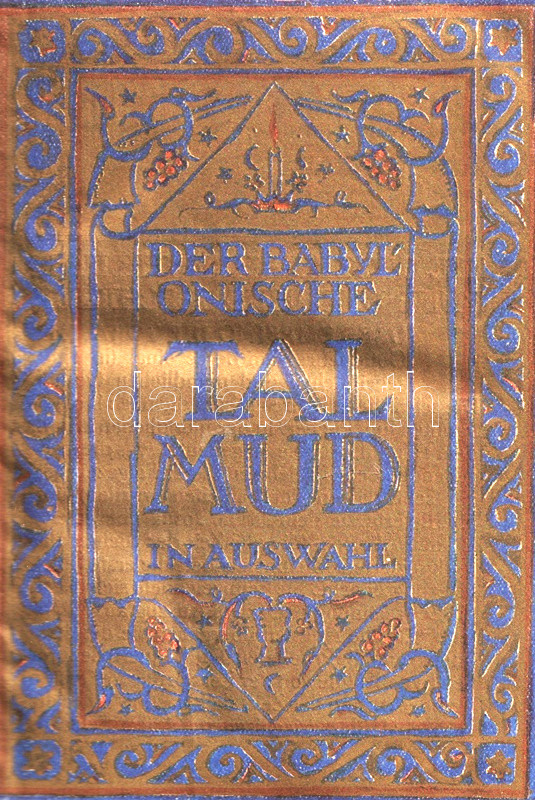 DER BABYL'
ONISCHE
TAL
darabanth
MUD
IN AUSWAHL